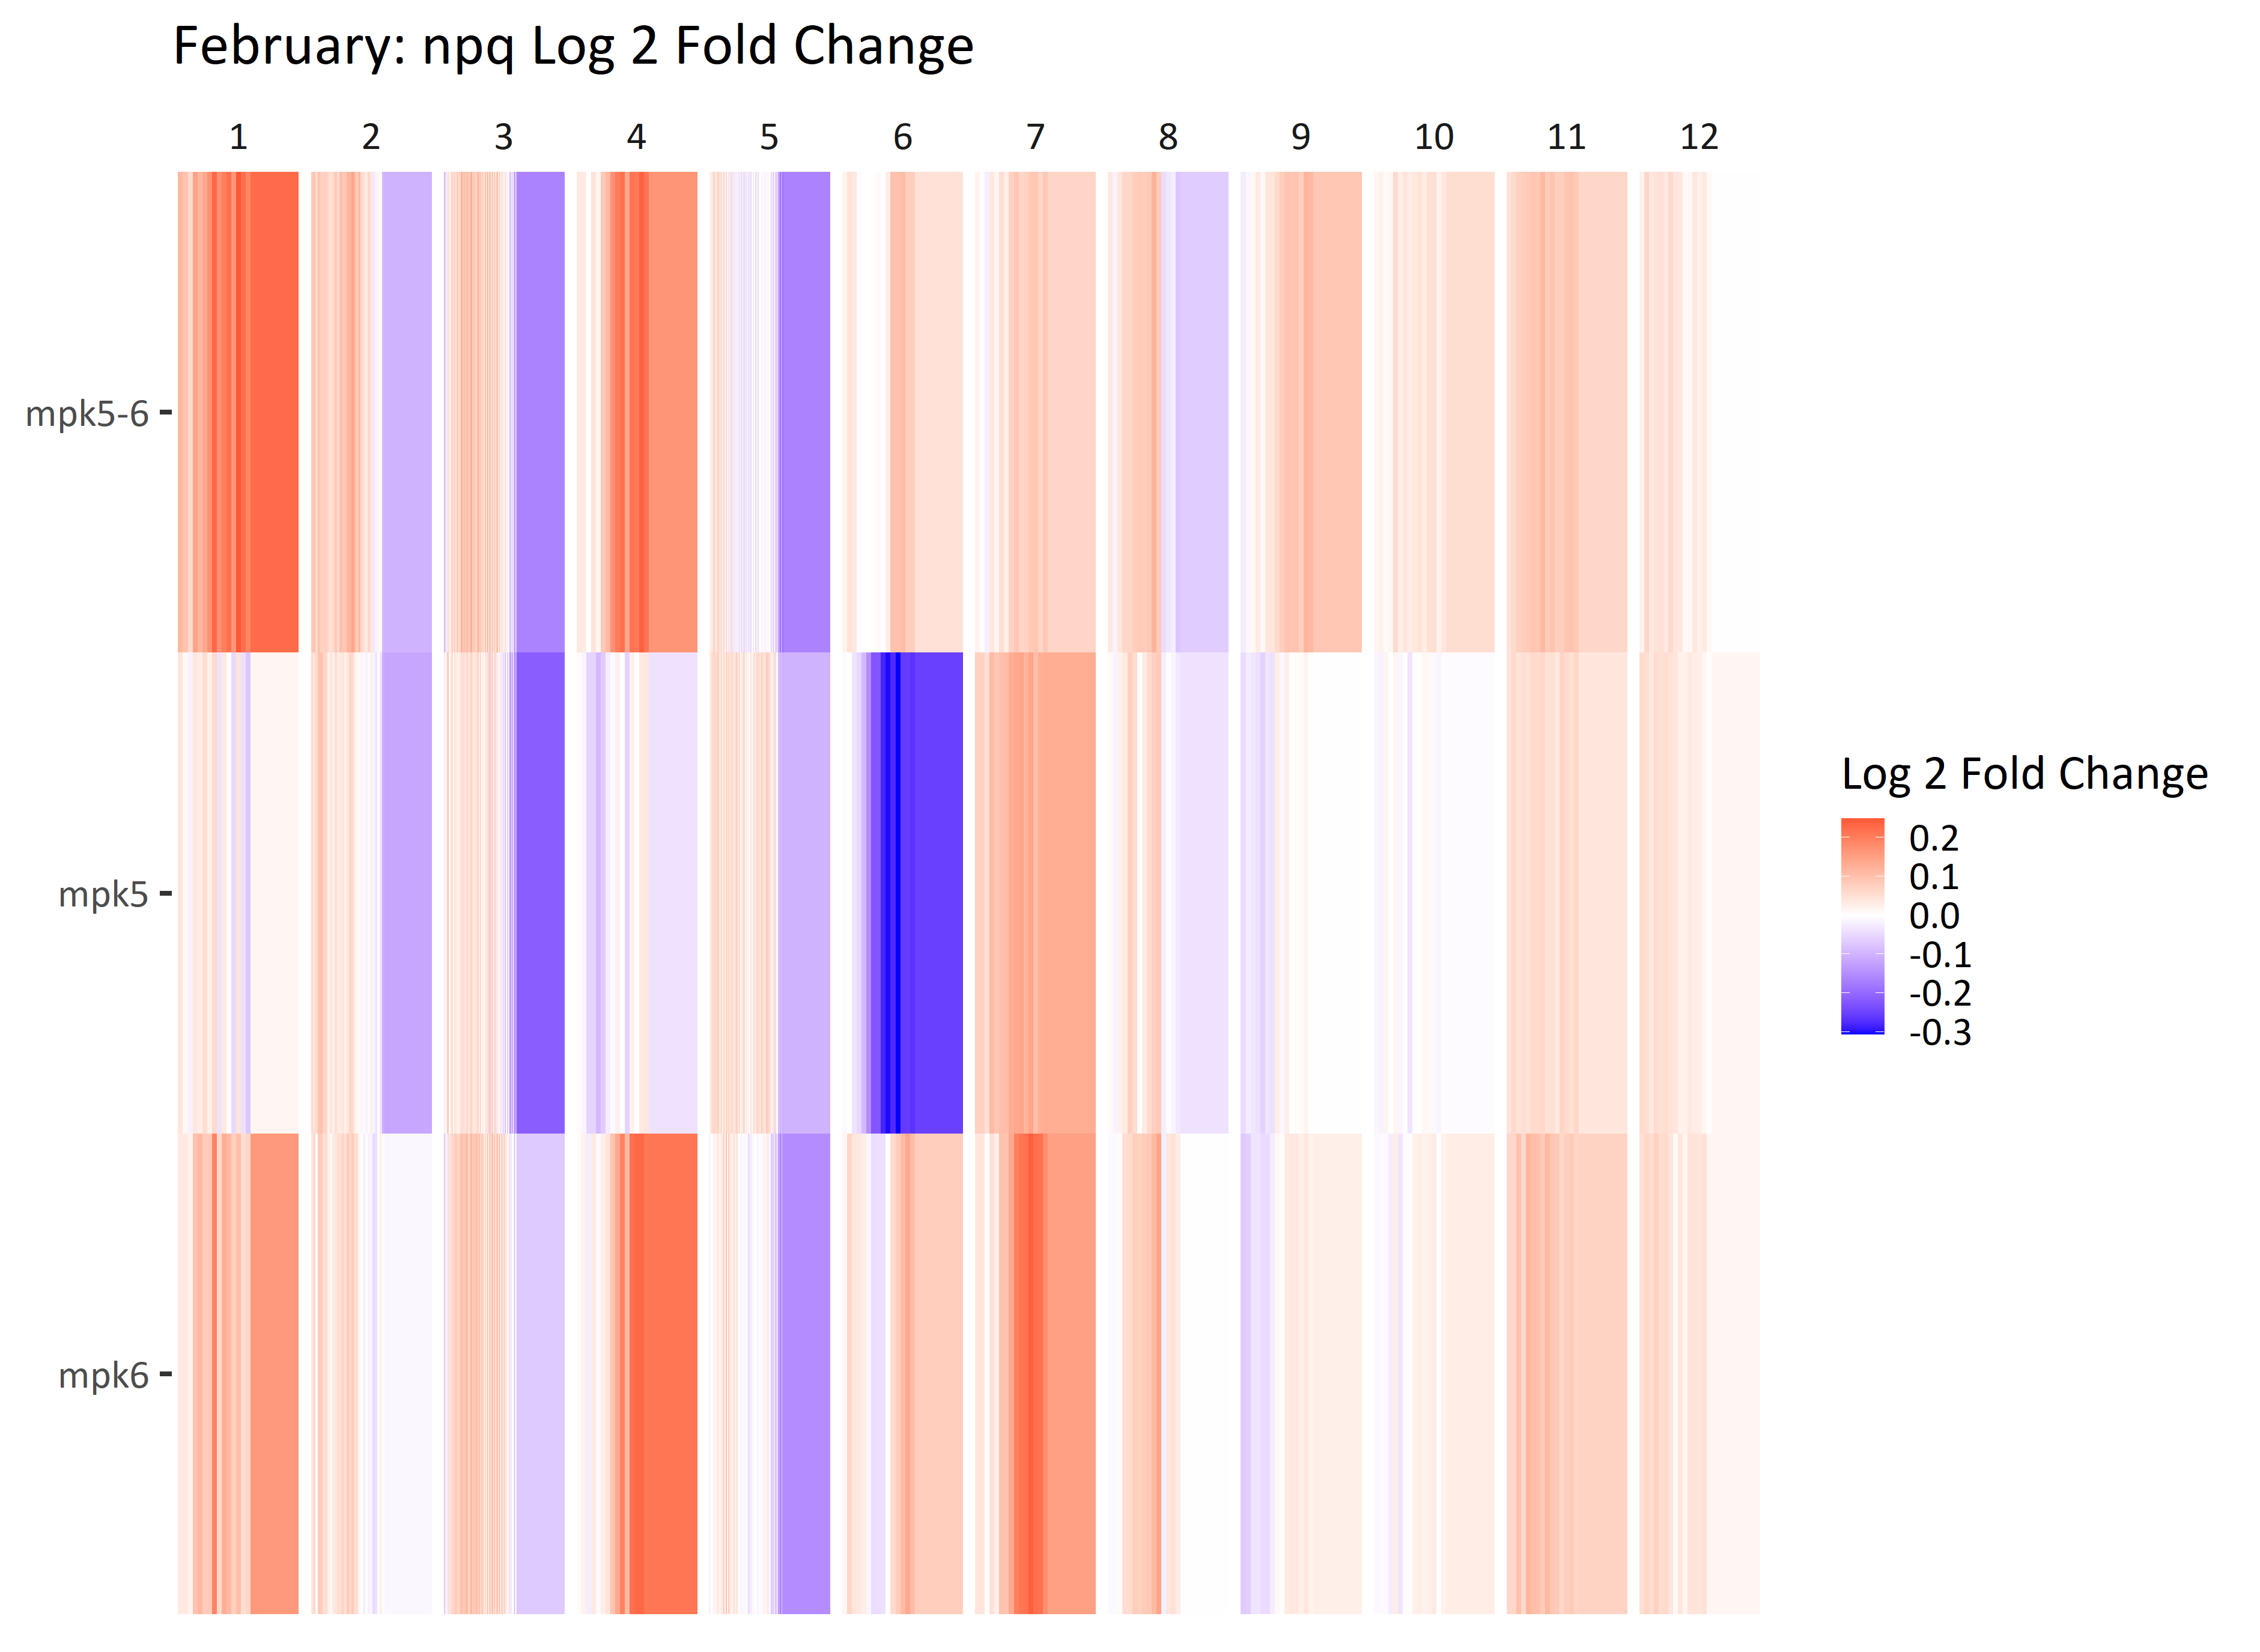 February: npq Log 2 Fold Change
1 2 3 4 5 6 7 8 9 10 11 12
mpk5-6
mpk5
mpk6
Log 2 Fold Change
0.2
0.1
0.0
-0.1
-0.2
-0.3